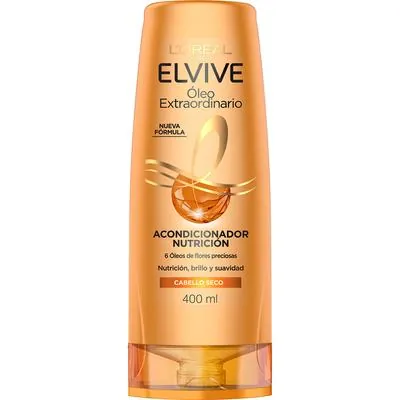 L'ORÉAL
ELVIVE
Óleo
Extraordinario
NUEVA
FÓRMULA
ACONDICIONADOR
NUTRICIÓN
6 Óleos de flores preciosas
Nutrición, brillo y suavidad
CABELLO SECO
400 ml